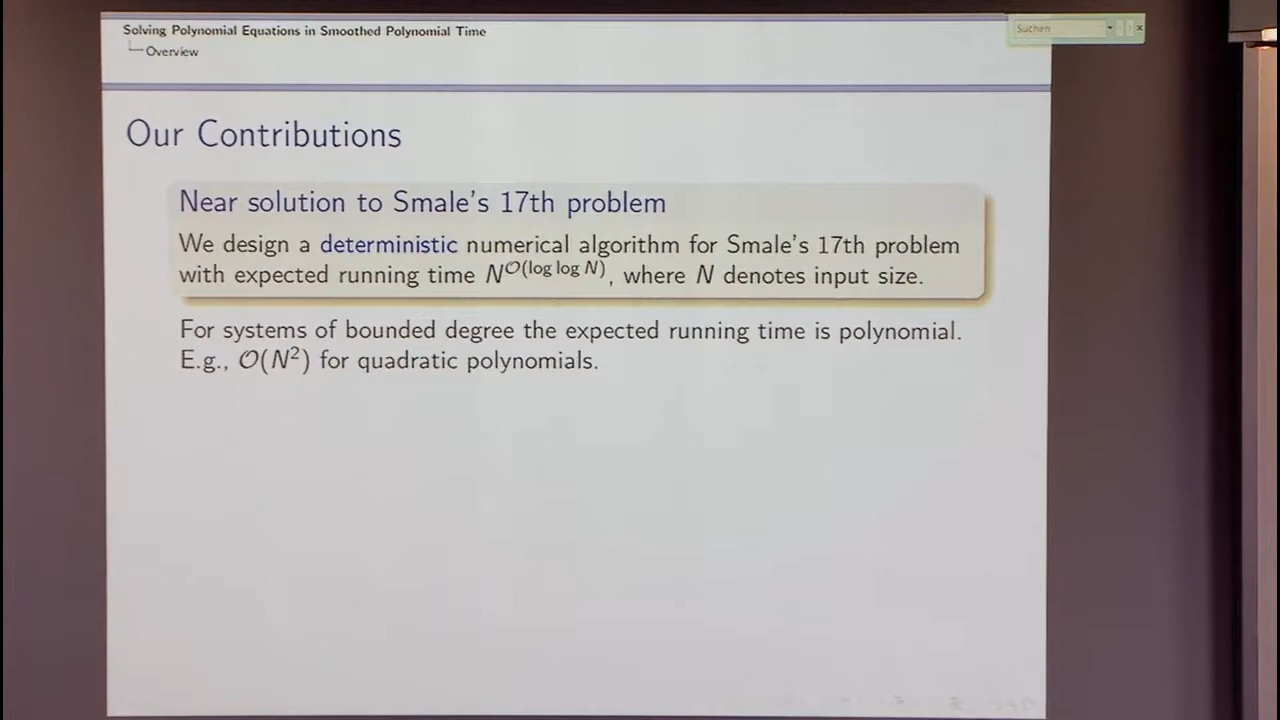 Solving Polynomial Equations in Smoothed Polynomial Time
Overview
Suchen
Our Contributions
Near solution to Smale's 17th problem
We design a deterministic numerical algorithm for Smale's 17th problem
with expected running time N^O(log log N), where N denotes input size.
For systems of bounded degree the expected running time is polynomial.
E.g., O(N²) for quadratic polynomials.